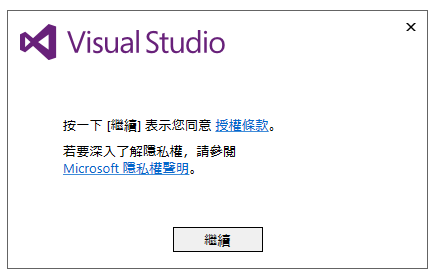 Visual Studio
按一下 [繼續] 表示您同意 授權條款。
若要深入了解隱私權，請參閱
Microsoft 隱私權聲明。
繼續